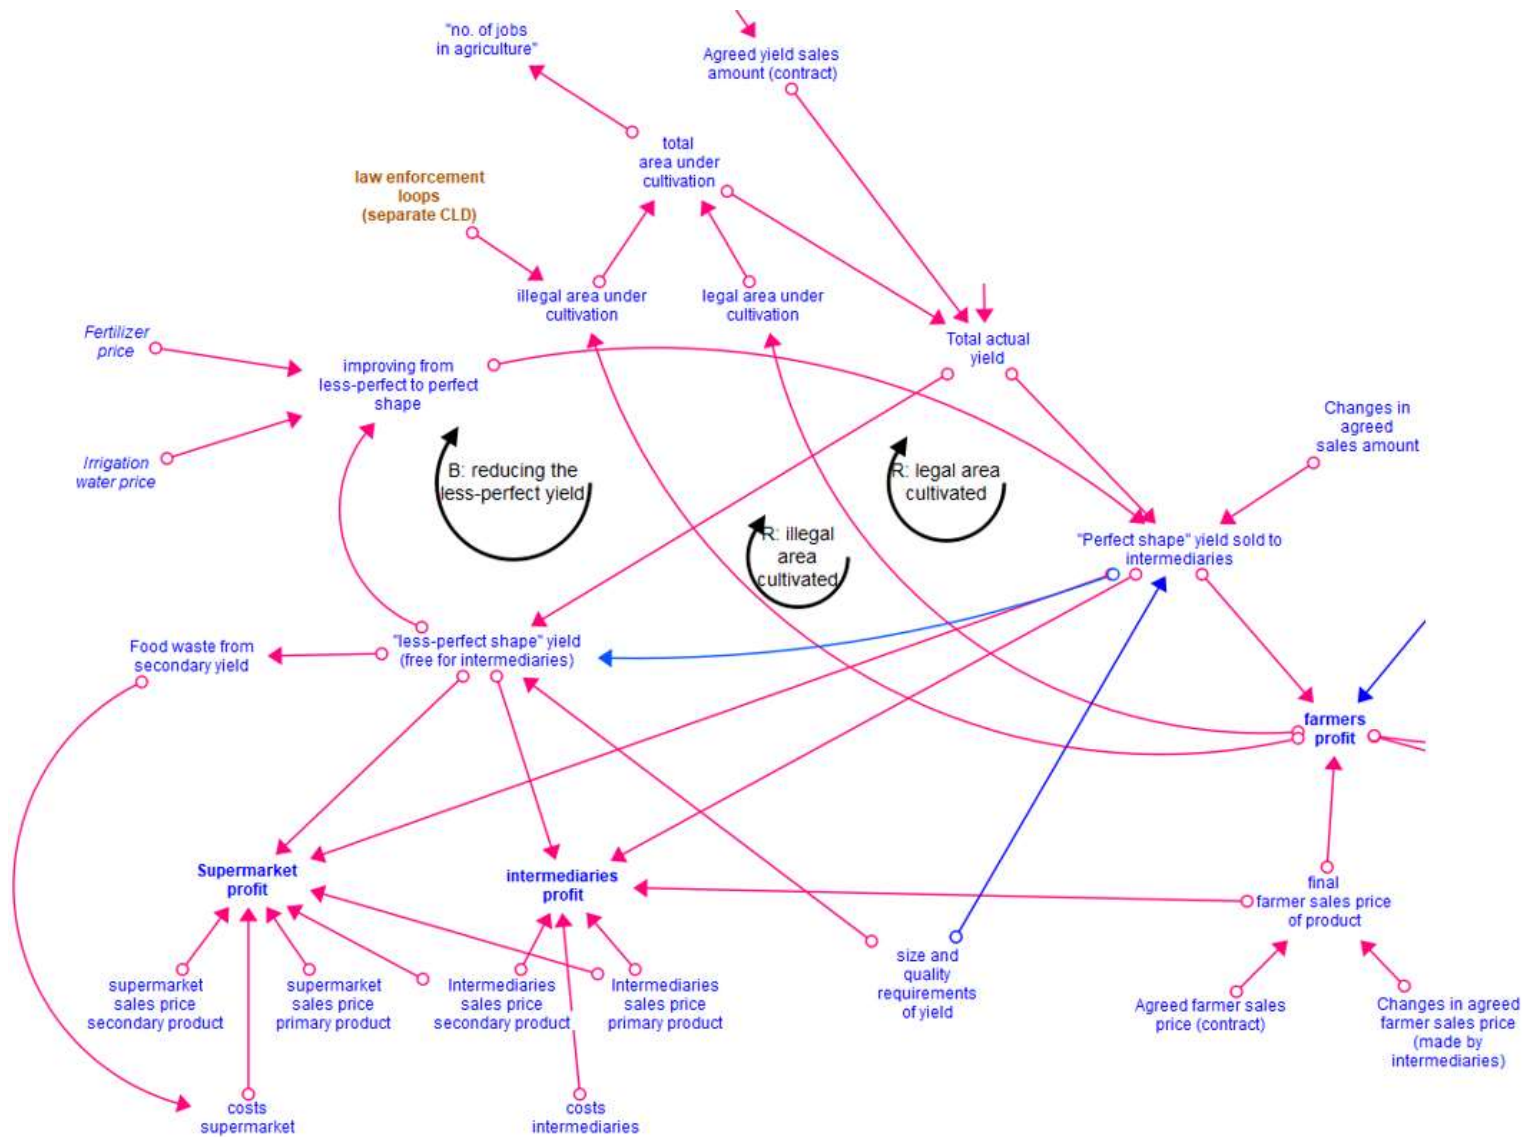 "no. of jobs
in agriculture"
Agreed yield sales
amount (contract)
total
area under
cultivation
law enforcement
loops
(separate CLD)
illegal area under
cultivation
legal area under
cultivation
Fertilizer
price
Total actual
yield
improving from
less-perfect to perfect
shape
Changes in
agreed
sales amount
Irrigation
water price
B: reducing the
less-perfect yield
R: legal area
cultivated
R: illegal
area
cultivated
"Perfect shape" yield sold to
intermediaries
Food waste from
secondary yield
"less-perfect shape" yield
(free for intermediaries)
farmers
profit
Supermarket
profit
intermediaries
profit
final
farmer sales price
of product
size and
quality
requirements
of yield
supermarket
sales price
secondary product
supermarket
sales price
primary product
Intermediaries
sales price
secondary product
Intermediaries
sales price
primary product
Agreed farmer sales
price (contract)
Changes in agreed
farmer sales price
(made by
intermediaries)
costs
supermarket
costs
intermediaries